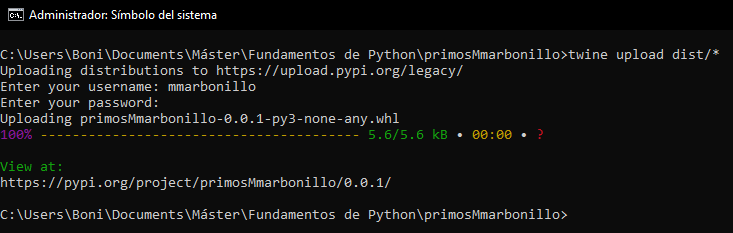 Administrador: Símbolo del sistema
C:\Users\Boni\Documents\Máster\Fundamentos de Python\primosMmarbonillo>twine upload dist/*
Uploading distributions to https://upload.pypi.org/legacy/
Enter your username: mmarbonillo
Enter your password:
Uploading primosMmarbonillo-0.0.1-py3-none-any.whl
100% ---------------------------------------- 5.6/5.6 kB • 00:00 • ?
View at:
https://pypi.org/project/primosMmarbonillo/0.0.1/
C:\Users\Boni\Documents\Máster\Fundamentos de Python\primosMmarbonillo>